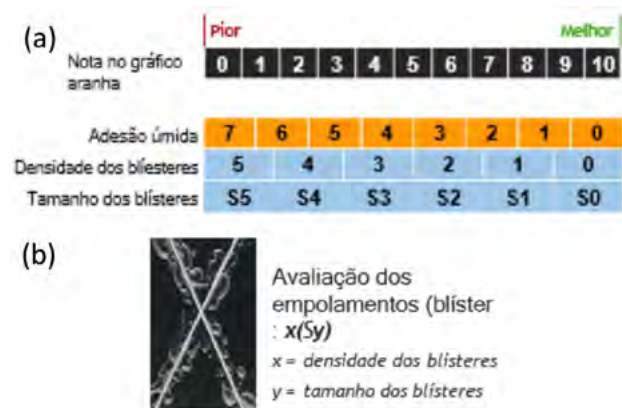 (a)
Pior Melhor
Nota no gráfico
aranha
0 1 2 3 4 5 6 7 8 9 10
Adesão úmida 7 6 5 4 3 2 1 0
Densidade dos blíesteres 5 4 3 2 1 0
Tamanho dos blísteres S5 S4 S3 S2 S1 S0
(b)
Avaliação dos
empolamentos (blíster
: x(Sy)
x = densidade dos blísteres
y = tamanho dos blísteres